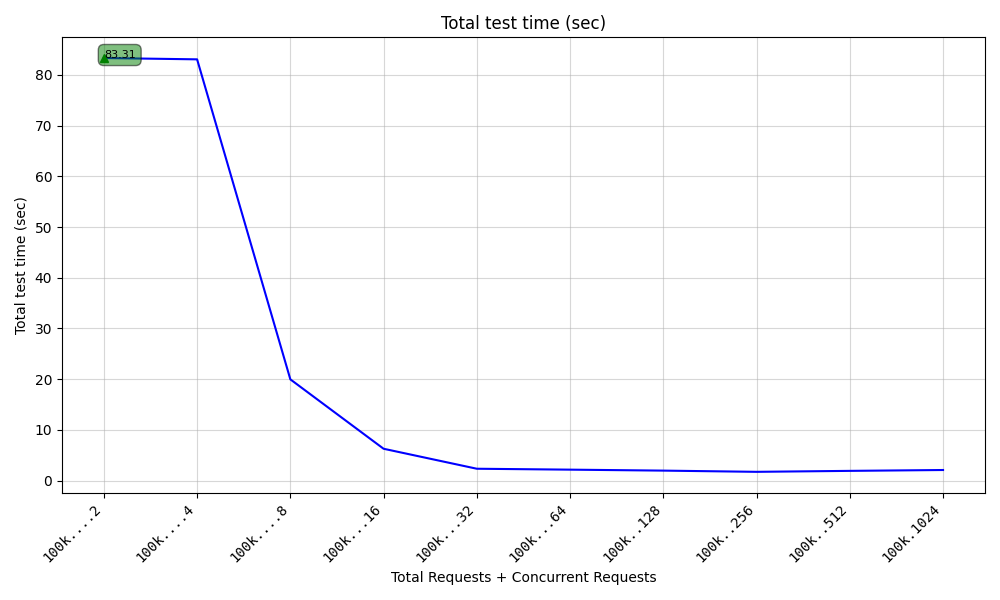 Total test time (sec)
83.31
Total test time (sec)
80
70
60
50
40
30
20
10
0
100k....2
100k....4
100k....8
100k...16
100k...32
100k...64
100k..128
100k..256
100k..512
100k.1024
Total Requests + Concurrent Requests